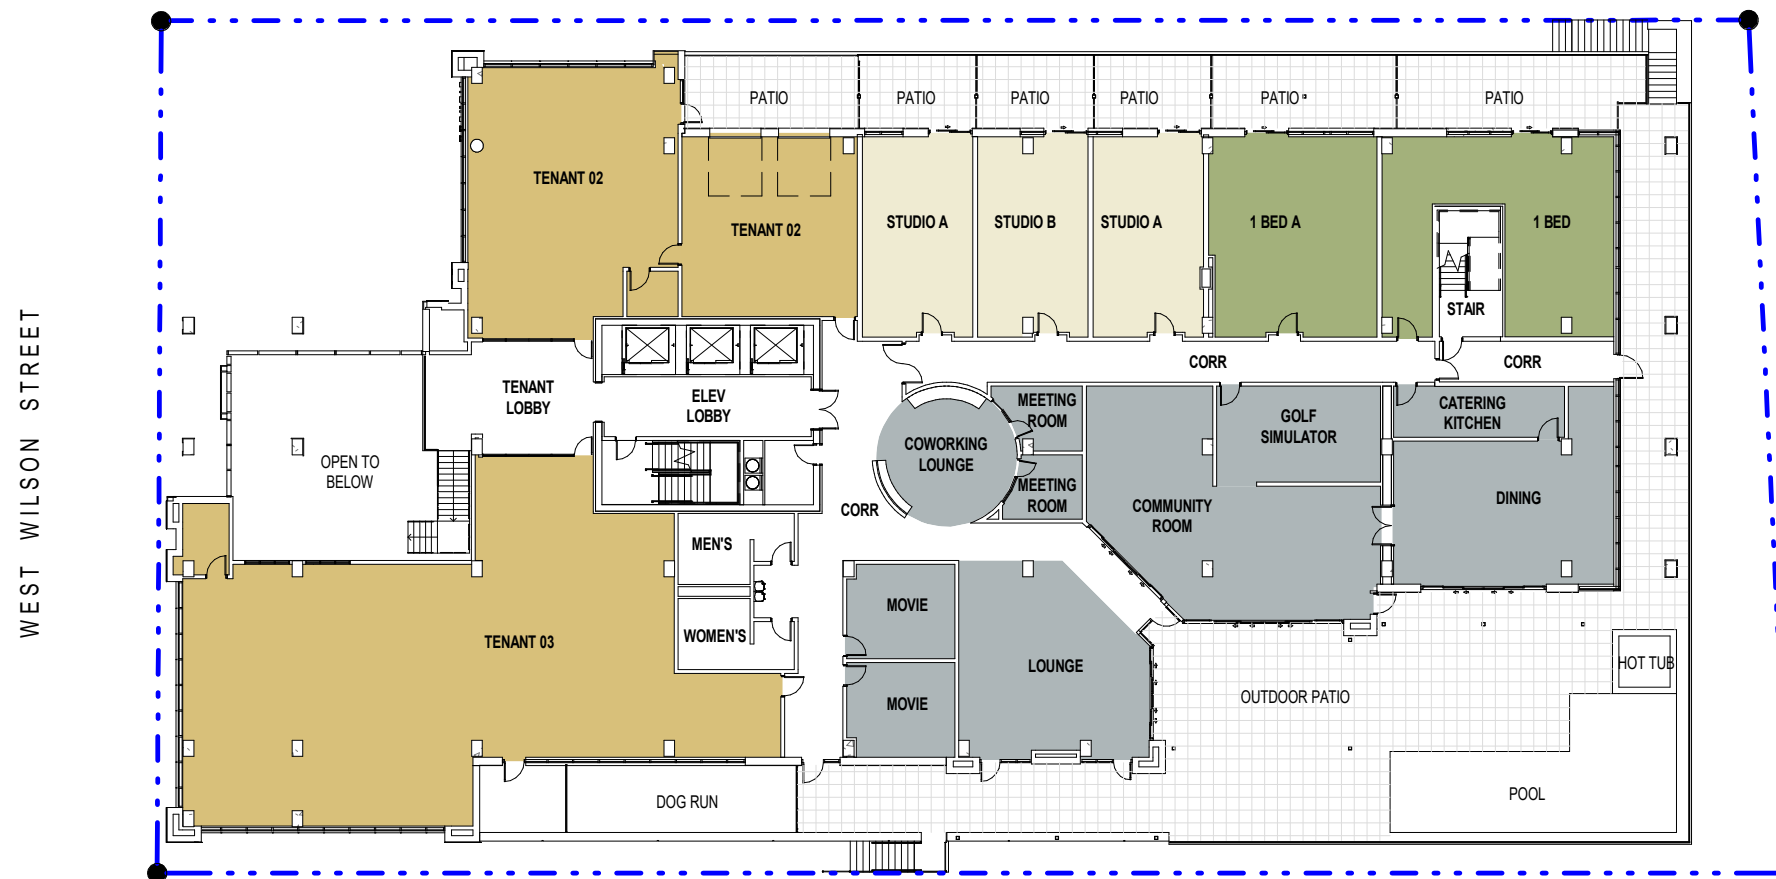 PATIO
PATIO
PATIO
PATIO
PATIO
PATIO
TENANT 02
TENANT 02
STUDIO A
STUDIO B
STUDIO A
1 BED A
1 BED
STAIR
WEST WILSON STREET
CORR
CORR
TENANT
LOBBY
ELEV
LOBBY
MEETING
ROOM
GOLF
SIMULATOR
CATERING
KITCHEN
COWORKING
LOUNGE
OPEN TO
BELOW
MEETING
ROOM
CORR
COMMUNITY
ROOM
DINING
MEN'S
MOVIE
WOMEN'S
TENANT 03
LOUNGE
HOT TUB
OUTDOOR PATIO
MOVIE
DOG RUN
POOL